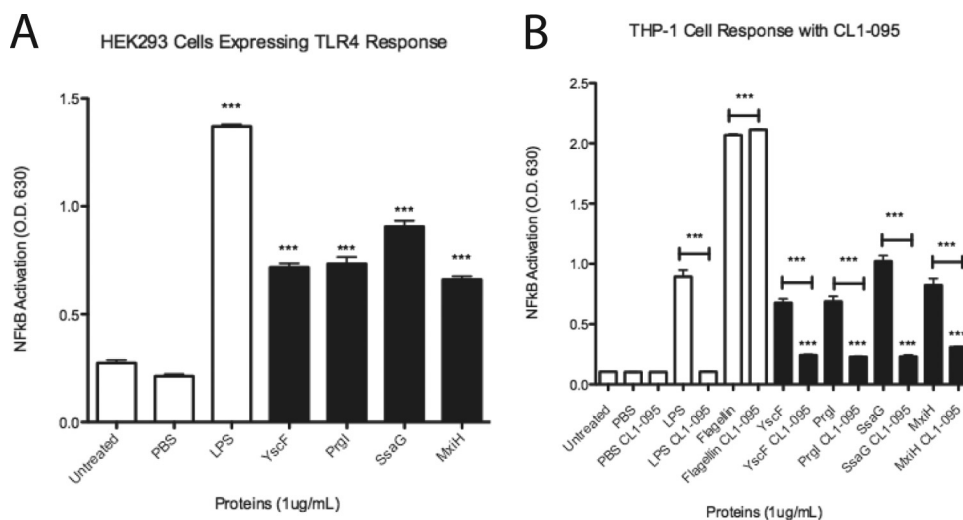 A
HEK293 Cells Expressing TLR4 Response
NFkB Activation (O.D. 630)
1.5
1.0
0.5
0.0
***
***
***
***
***
Untreated
PBS
LPS
YscF
PrgI
SsaG
MxiH
Proteins (1ug/mL)
B
THP-1 Cell Response with CL1-095
NFkB Activation (O.D. 630)
2.5
2.0
1.5
1.0
0.5
0.0
***
***
***
***
***
***
***
***
***
***
Untreated
PBS
PBS CL1-095
LPS
LPS CL1-095
Flagellin
Flagellin CL1-095
YscF
YscF CL1-095
PrgI
PrgI CL1-095
SsaG
SsaG CL1-095
MxiH
MxiH CL1-095
Proteins (1ug/mL)